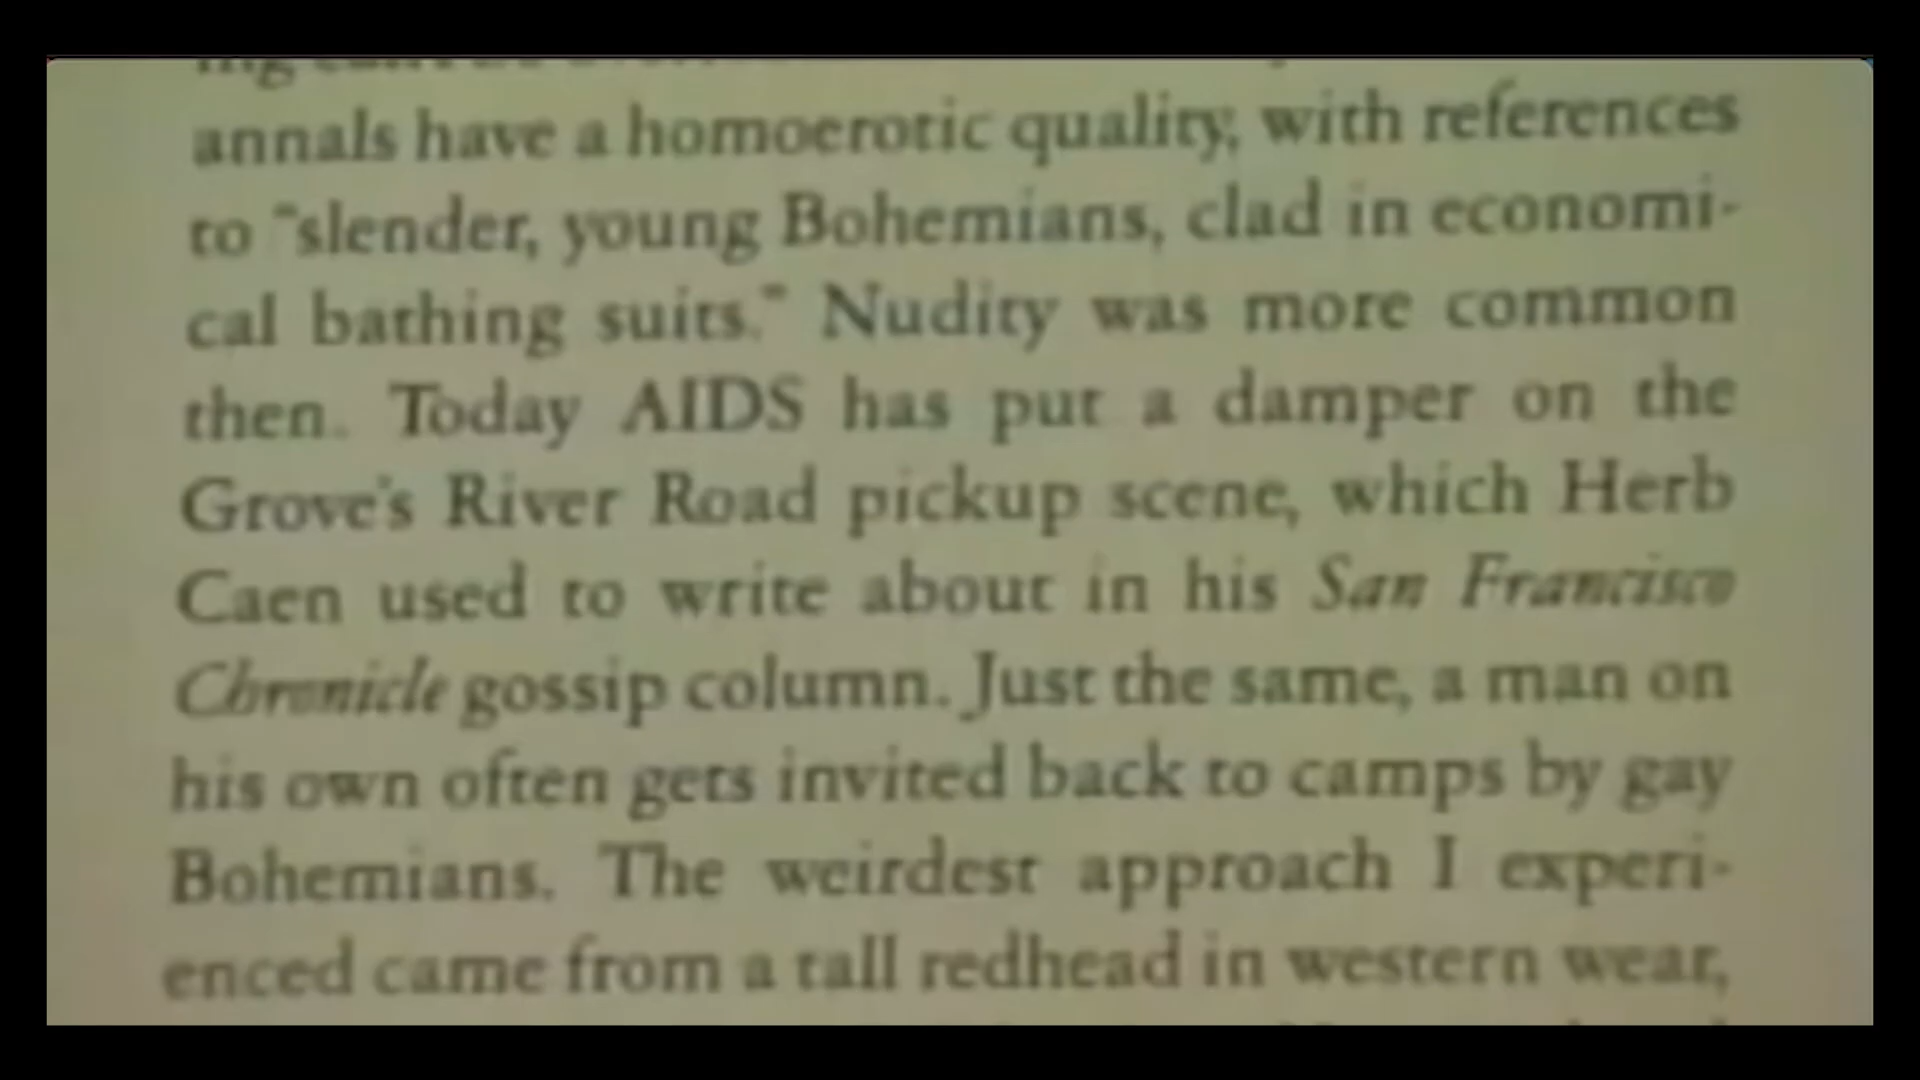 annals have a homoerotic quality, with references
to "slender, young Bohemians, clad in economi-
cal bathing suits." Nudity was more common
then. Today AIDS has put a damper on the
Grove's River Road pickup scene, which Herb
Caen used to write about in his San Francisco
Chronicle gossip column. Just the same, a man on
his own often gets invited back to camps by gay
Bohemians. The weirdest approach I experi-
enced came from a tall redhead in western wear,